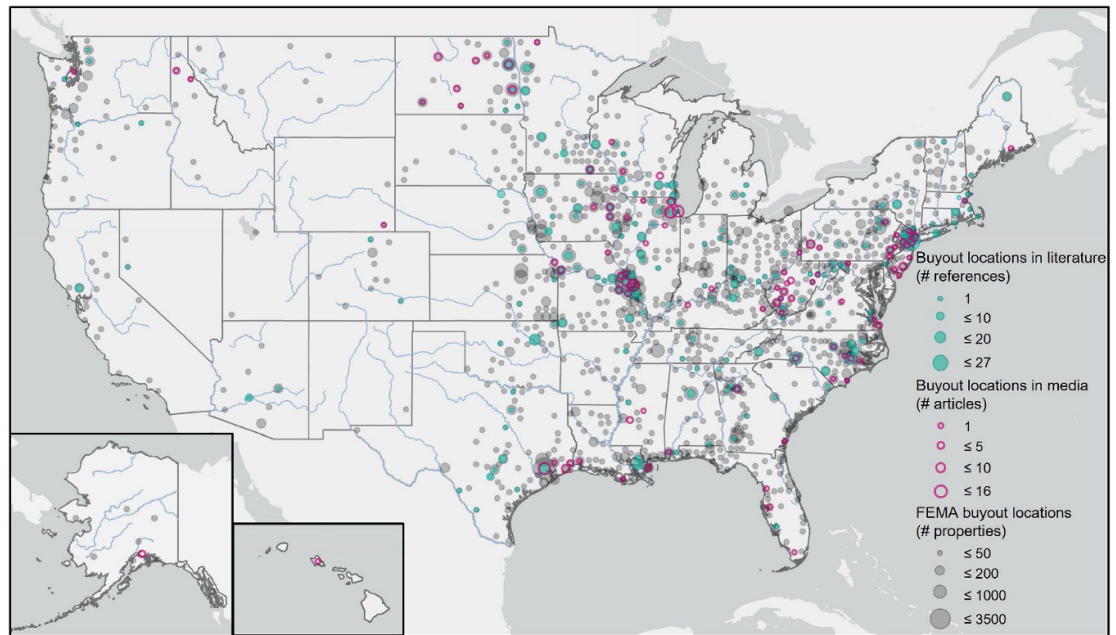 Buyout locations in literature
(# references)
1
≤ 10
≤ 20
≤ 27
Buyout locations in media
(# articles)
1
≤ 5
≤ 10
≤ 16
FEMA buyout locations
(# properties)
≤ 50
≤ 200
≤ 1000
≤ 3500